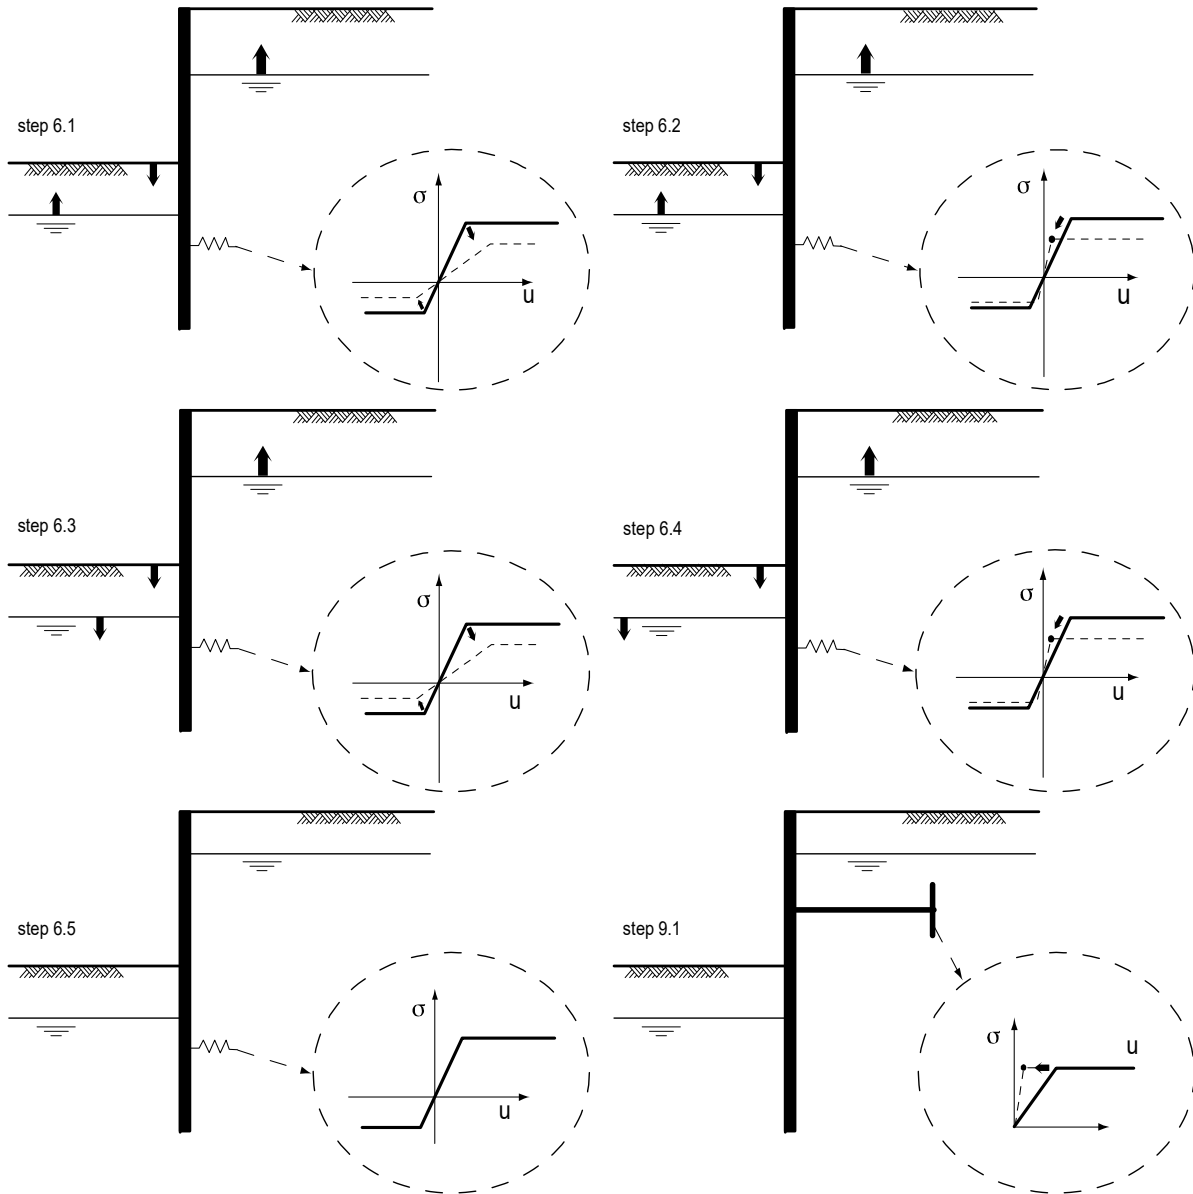 step 6.1
σ
u
step 6.2
σ
u
step 6.3
σ
u
step 6.4
σ
u
step 6.5
σ
u
step 9.1
σ
u